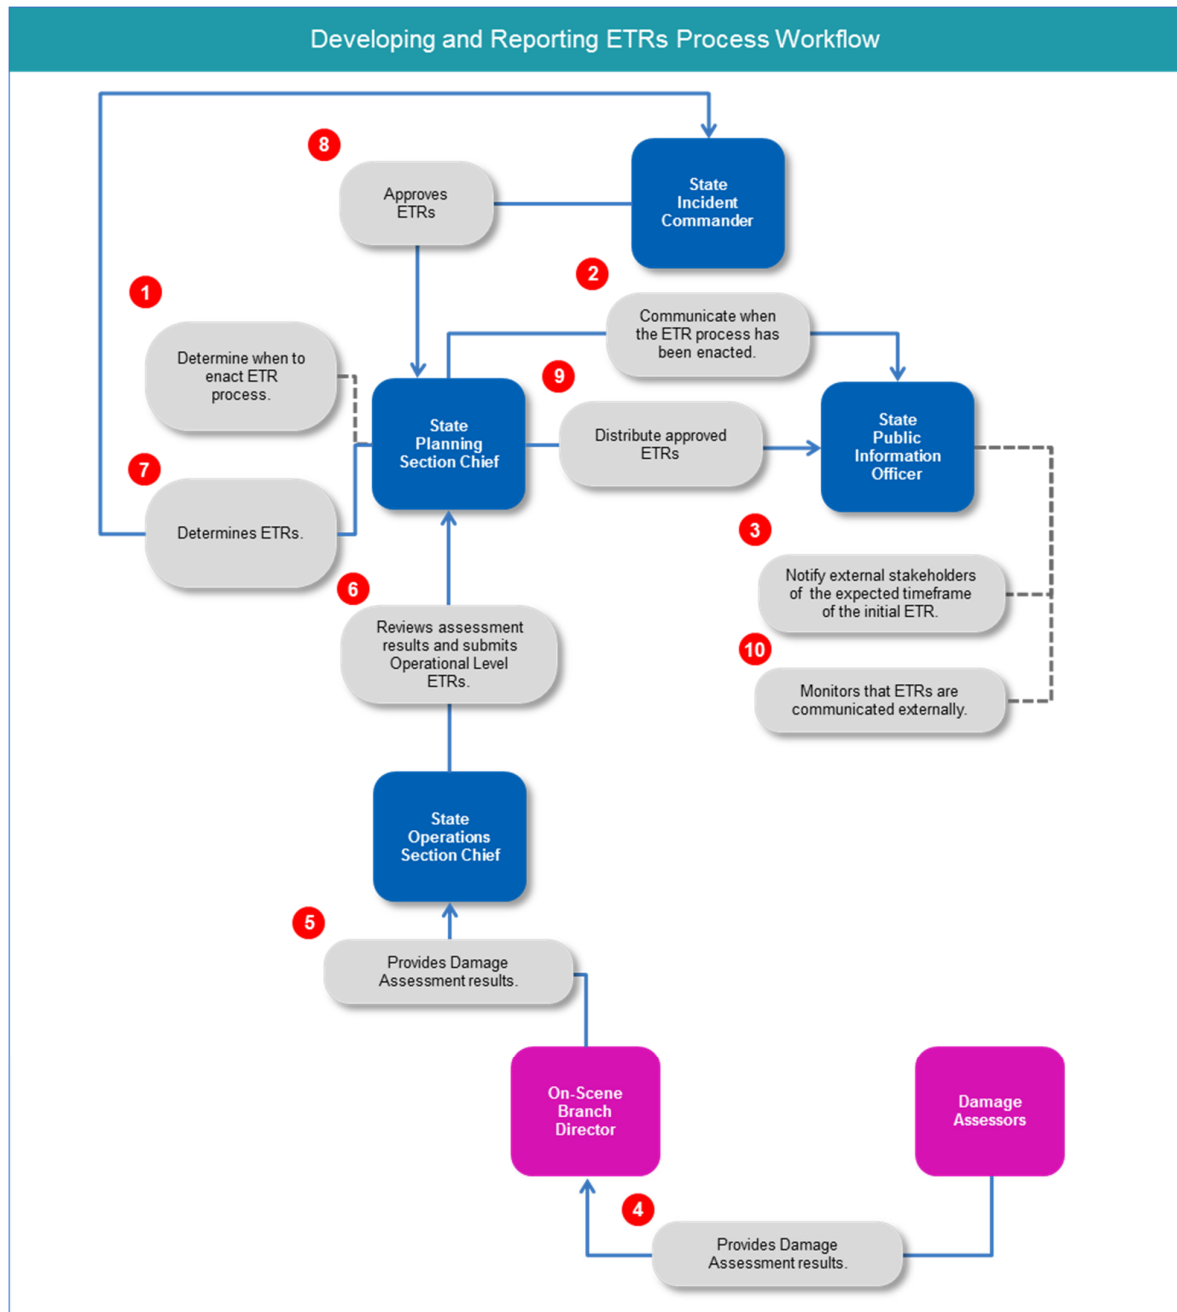 Developing and Reporting ETRs Process Workflow
8
Approves
ETRs
State
Incident
Commander
1
Determine when to
enact ETR
process.
2
Communicate when
the ETR process has
been enacted.
9
Distribute approved
ETRs
State
Planning
Section Chief
State
Public
Information
Officer
7
Determines ETRs.
3
Notify external stakeholders
of the expected timeframe
of the initial ETR.
6
Reviews assessment
results and submits
Operational Level
ETRs.
10
Monitors that ETRs are
communicated externally.
State
Operations
Section Chief
5
Provides Damage
Assessment results.
On-Scene
Branch
Director
Damage
Assessors
4
Provides Damage
Assessment results.